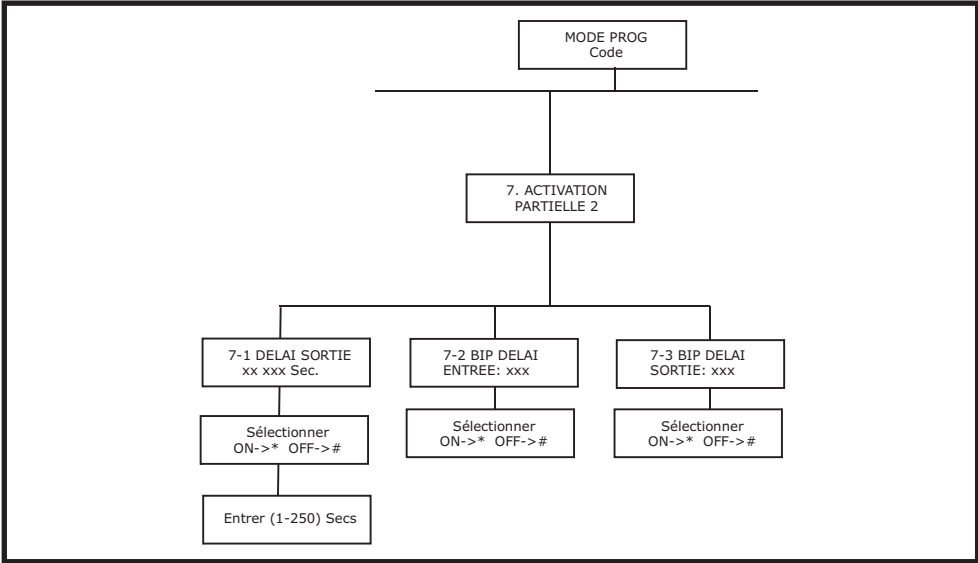 MODE PROG
Code
7. ACTIVATION
PARTIELLE 2
7-1 DELAI SORTIE
xx xxx Sec.
7-2 BIP DELAI
ENTREE: xxx
7-3 BIP DELAI
SORTIE: xxx
Sélectionner
ON->* OFF->#
Sélectionner
ON->* OFF->#
Sélectionner
ON->* OFF->#
Entrer (1-250) Secs